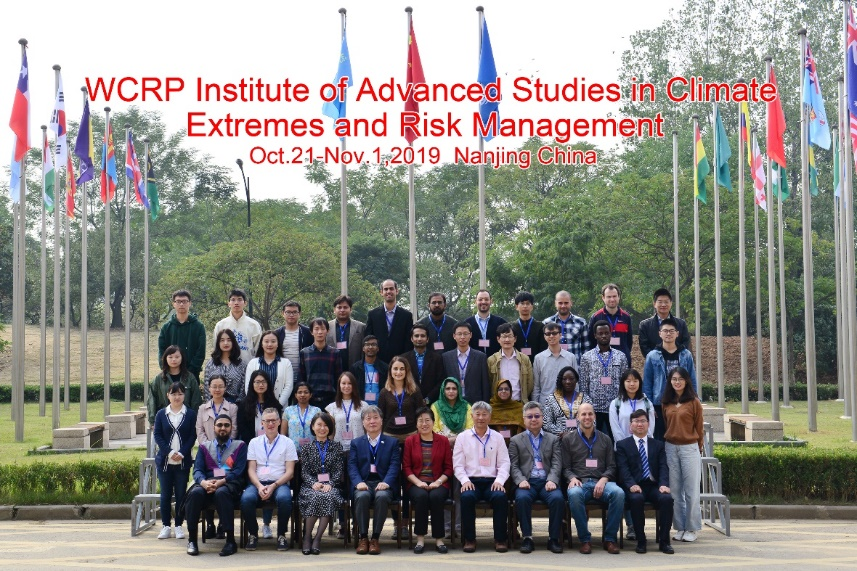 WCRP Institute of Advanced Studies in Climate
Extremes and Risk Management
Oct.21-Nov.1,2019 Nanjing China